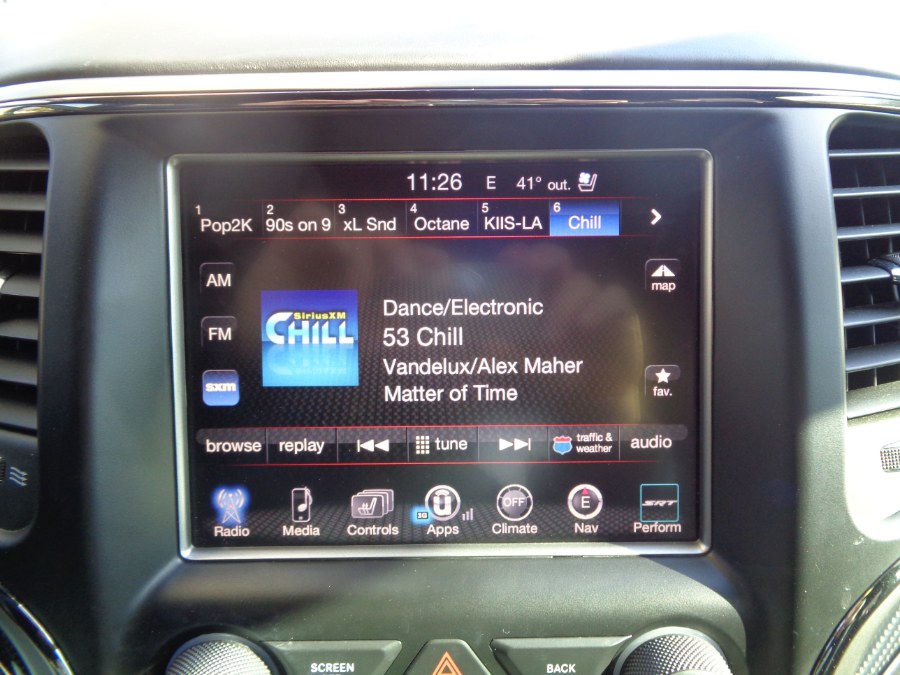 11:26 E 41° out.
1 Pop2K 2 90s on 9 3 xL Snd 4 Octane 5 KIIS-LA 6 Chill
AM
map
FM
SiriusXM
CHILL
Dance/Electronic
53 Chill
Vandelux/Alex Maher
Matter of Time
sxm
fav.
browse replay tune traffic & weather audio
3G Ü OFF E SRT
Radio Media Controls Apps Climate Nav Perform
SCREEN BACK